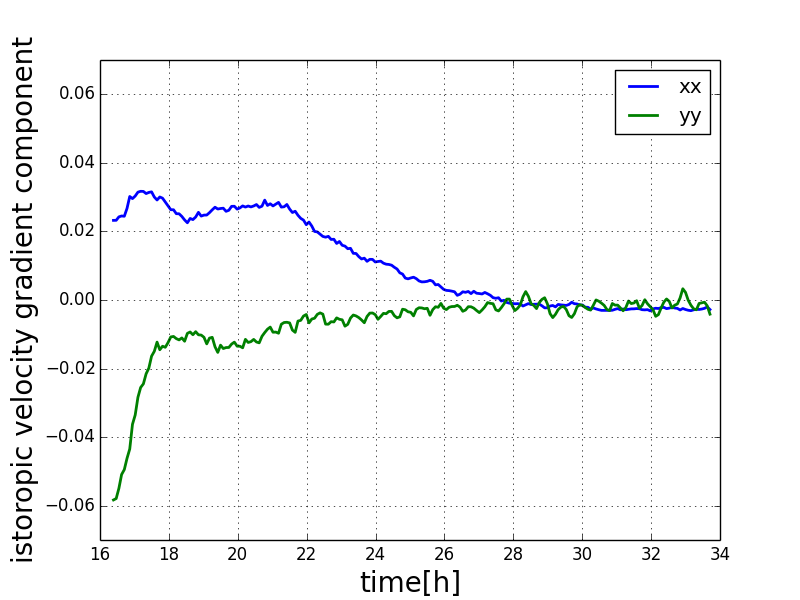 istoropic velocity gradient component
0.06
0.04
0.02
0.00
−0.02
−0.04
−0.06
16 18 20 22 24 26 28 30 32 34
time[h]
xx
yy